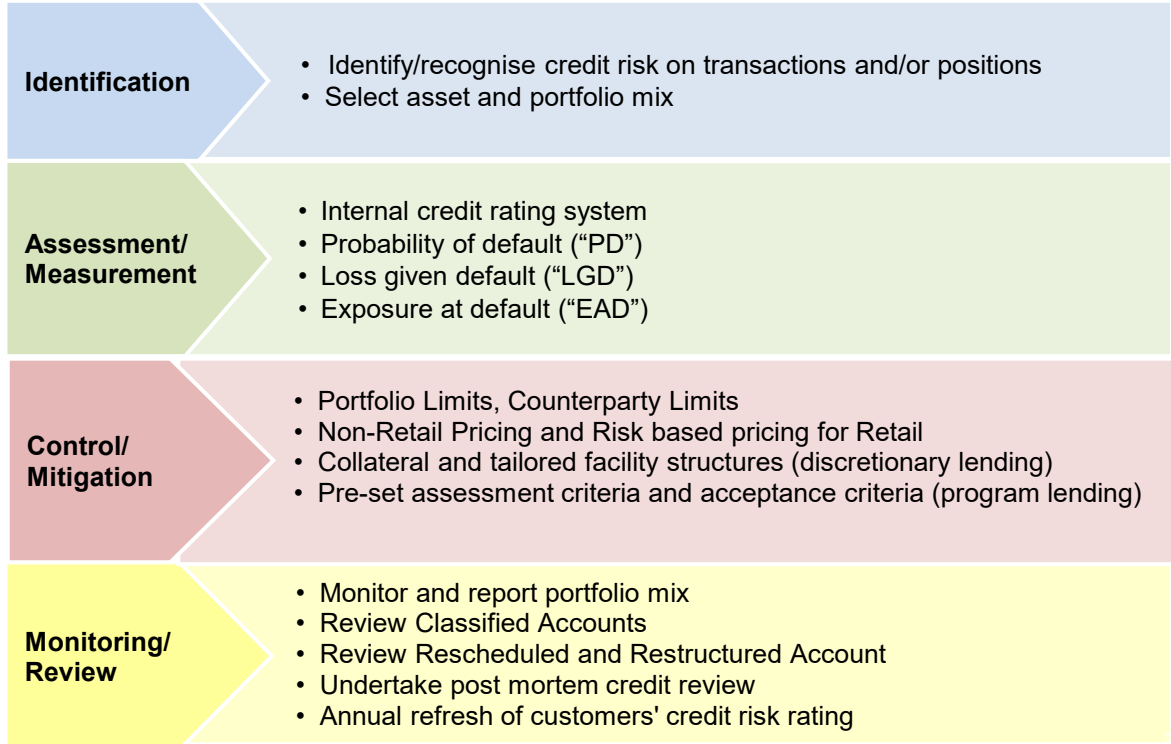 Identification
• Identify/recognise credit risk on transactions and/or positions
• Select asset and portfolio mix
Assessment/
Measurement
• Internal credit rating system
• Probability of default (“PD”)
• Loss given default (“LGD”)
• Exposure at default (“EAD”)
Control/
Mitigation
• Portfolio Limits, Counterparty Limits
• Non-Retail Pricing and Risk based pricing for Retail
• Collateral and tailored facility structures (discretionary lending)
• Pre-set assessment criteria and acceptance criteria (program lending)
Monitoring/
Review
• Monitor and report portfolio mix
• Review Classified Accounts
• Review Rescheduled and Restructured Account
• Undertake post mortem credit review
• Annual refresh of customers' credit risk rating